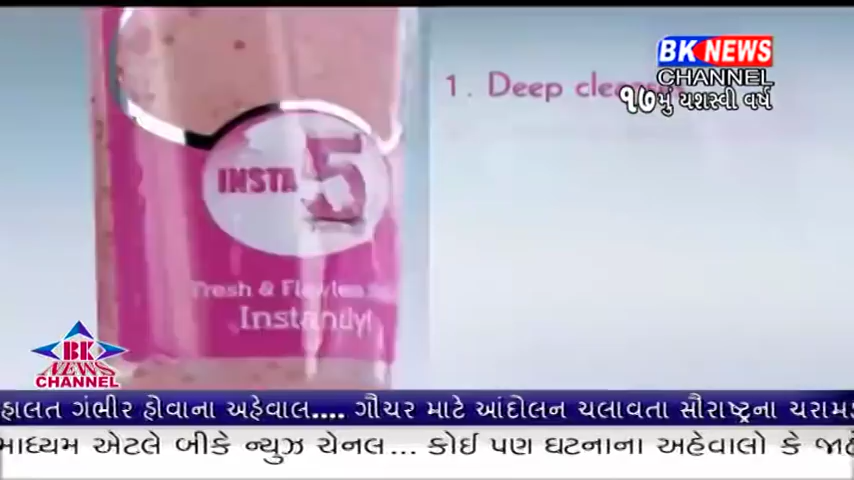 BK NEWS
CHANNEL
૧૭મું યશસ્વી વર્ષ
1. Deep
INSTA 5
Fresh & Flawless
Instantly!
BK
NEWS
CHANNEL
હાલત ગંભીર હોવાના અહેવાલ.... ગૌચર માટે આંદોલન ચલાવતા સૌરાષ્ટ્રના
માધ્યમ એટલે બીકે ન્યુઝ ચેનલ.... કોઈ પણ ઘટનાના અહેવાલો કે